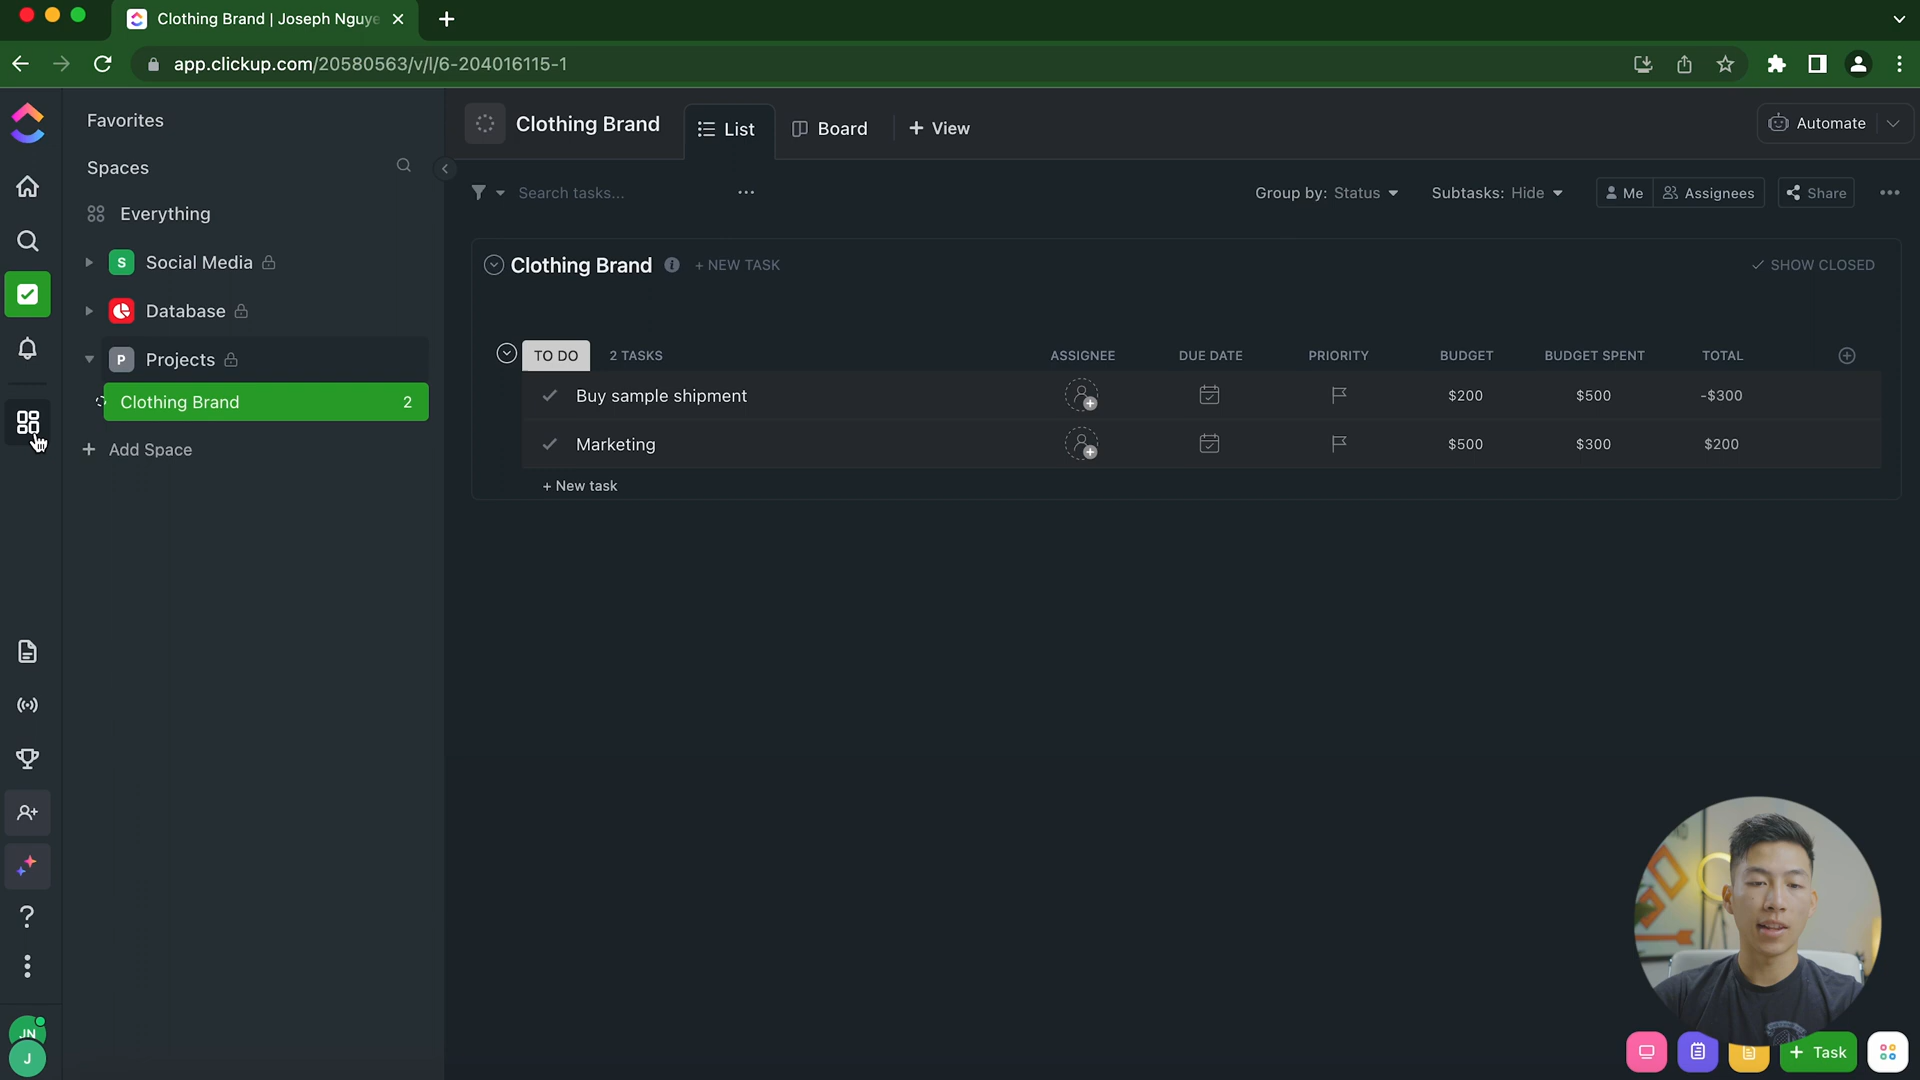 Clothing Brand | Joseph Nguye
app.clickup.com/20580563/v/l/6-204016115-1
Favorites
Spaces
Everything
S Social Media
Database
P Projects
Clothing Brand 2
+ Add Space
JN
J
Clothing Brand
List
Board
+ View
Automate
Search tasks...
Group by: Status
Subtasks: Hide
Me
Assignees
Share
Clothing Brand
+ NEW TASK
SHOW CLOSED
TO DO 2 TASKS ASSIGNEE DUE DATE PRIORITY BUDGET BUDGET SPENT TOTAL
Buy sample shipment $200 $500 -$300
Marketing $500 $300 $200
+ New task
+ Task